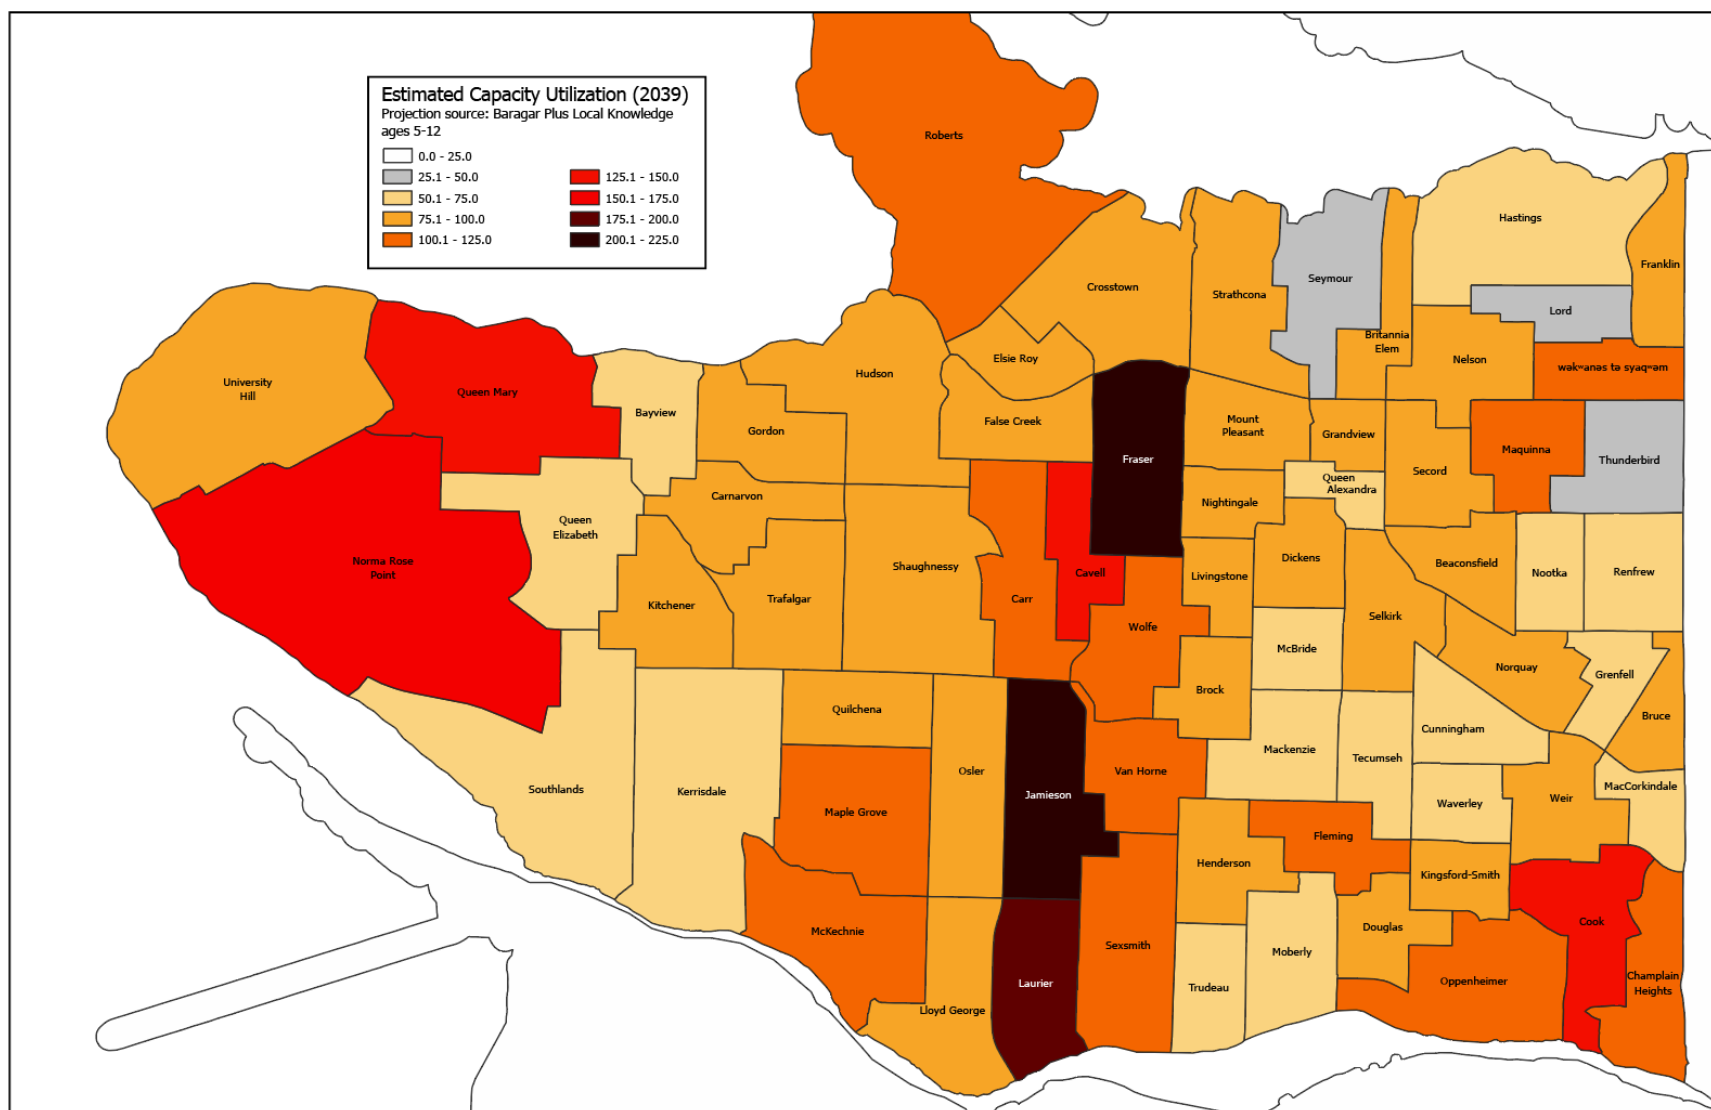 Estimated Capacity Utilization (2039)
Projection source: Baragar Plus Local Knowledge
ages 5-12
0.0 - 25.0
25.1 - 50.0
50.1 - 75.0
75.1 - 100.0
100.1 - 125.0
125.1 - 150.0
150.1 - 175.0
175.1 - 200.0
200.1 - 225.0
Roberts
Hastings
Franklin
Seymour
Crosstown
Strathcona
Lord
Britannia
Elem
Nelson
Elsie Roy
wək̓ʷanəs tə syaqʷəm
Hudson
University
Hill
Queen Mary
Bayview
Gordon
False Creek
Mount
Pleasant
Grandview
Maquinna
Thunderbird
Fraser
Secord
Queen
Alexandra
Carnarvon
Nightingale
Queen
Elizabeth
Norma Rose
Point
Shaughnessy
Cavell
Livingstone
Dickens
Beaconsfield
Nootka
Renfrew
Kitchener
Trafalgar
Carr
Wolfe
Selkirk
McBride
Norquay
Grenfell
Brock
Quilchena
Bruce
Cunningham
Mackenzie
Tecumseh
Southlands
Kerrisdale
Osler
Jamieson
Van Horne
Waverley
Weir
MacCorkindale
Maple Grove
Fleming
Henderson
Kingsford-Smith
Cook
McKechnie
Sexsmith
Douglas
Moberly
Laurier
Trudeau
Oppenheimer
Champlain
Heights
Lloyd George